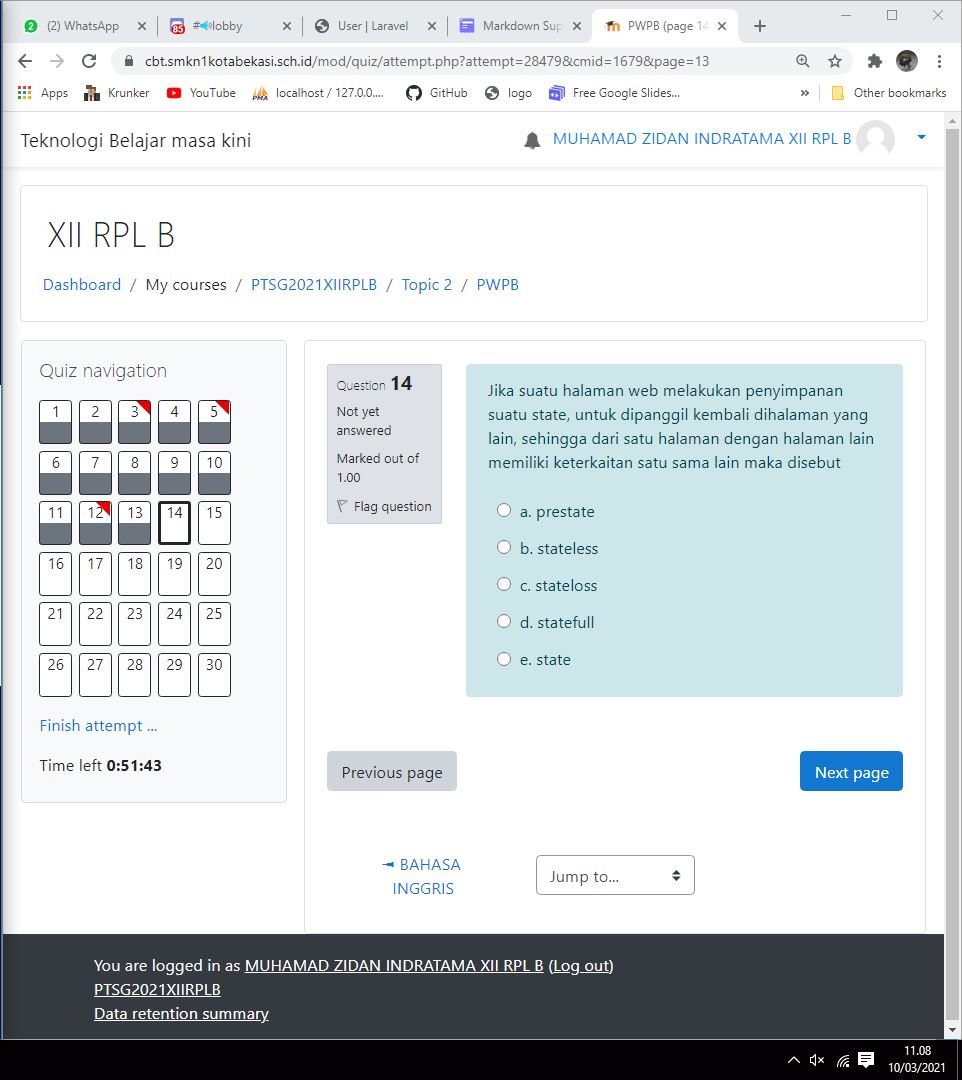 (2) WhatsApp
85
#🔊lobby
User | Laravel
Markdown Sup
PWPB (page 14
cbt.smkn1kotabekasi.sch.id/mod/quiz/attempt.php?attempt=28479&cmid=1679&page=13
Apps
Krunker
YouTube
PMA
localhost / 127.0.0....
GitHub
logo
Free Google Slides...
»
Other bookmarks
Teknologi Belajar masa kini
MUHAMAD ZIDAN INDRATAMA XII RPL B
XII RPL B
Dashboard / My courses / PTSG2021XIIRPLB / Topic 2 / PWPB
Quiz navigation
1 2 3 4 5
6 7 8 9 10
11 12 13 14 15
16 17 18 19 20
21 22 23 24 25
26 27 28 29 30
Finish attempt ...
Time left 0:51:43
Question 14
Not yet
answered
Marked out of
1.00
Flag question
Jika suatu halaman web melakukan penyimpanan
suatu state, untuk dipanggil kembali dihalaman yang
lain, sehingga dari satu halaman dengan halaman lain
memiliki keterkaitan satu sama lain maka disebut
a. prestate
b. stateless
c. stateloss
d. statefull
e. state
Previous page
Next page
◄ BAHASA
INGGRIS
Jump to...
You are logged in as MUHAMAD ZIDAN INDRATAMA XII RPL B (Log out)
PTSG2021XIIRPLB
Data retention summary
11.08
10/03/2021